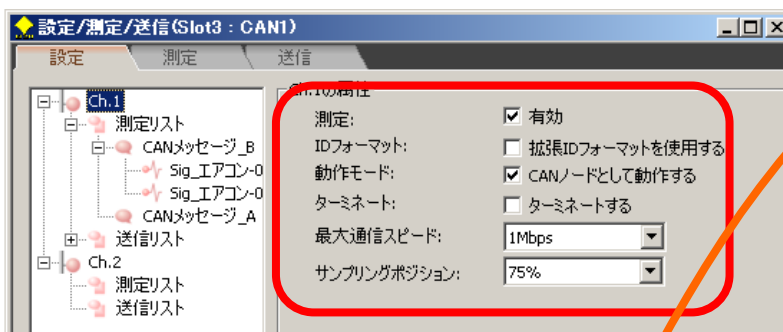 設定/測定/送信(Slot3 : CAN1)
設定 測定 送信
Ch.1
測定リスト
CANメッセージ_B
Sig_エアコン-0
Sig_エアコン-0
CANメッセージ_A
送信リスト
Ch.2
測定リスト
送信リスト
Ch.1の属性
測定: 有効
IDフォーマット: 拡張IDフォーマットを使用する
動作モード: CANノードとして動作する
ターミネート: ターミネートする
最大通信スピード: 1Mbps
サンプリングポジション: 75%